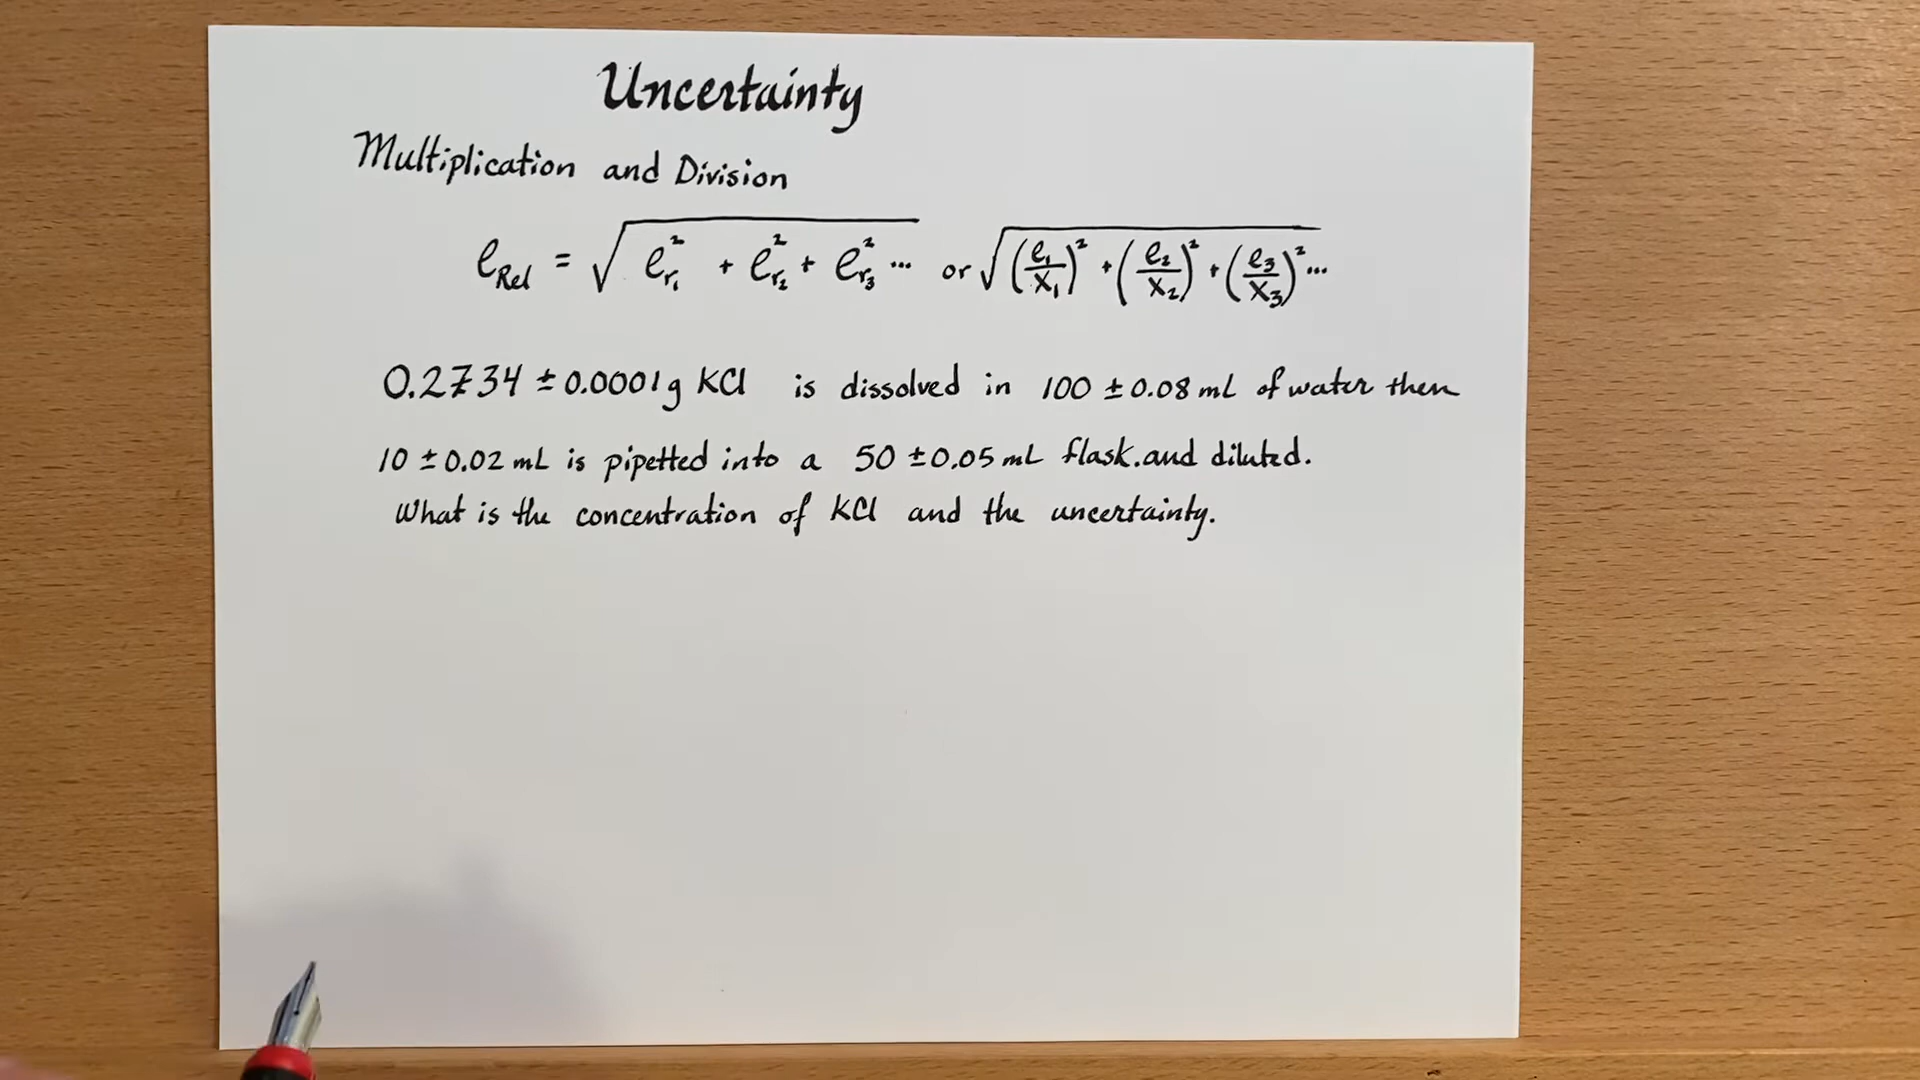 Uncertainty
Multiplication and Division
e_Rel = √(e_r₁² + e_r₂² + e_r₃² ...) or √((e₁/x₁)² + (e₂/x₂)² + (e₃/x₃)² ...)
0.2734 ± 0.0001g KCl is dissolved in 100 ± 0.08 mL of water then
10 ± 0.02 mL is pipetted into a 50 ± 0.05 mL flask.and diluted.
What is the concentration of KCl and the uncertainty.